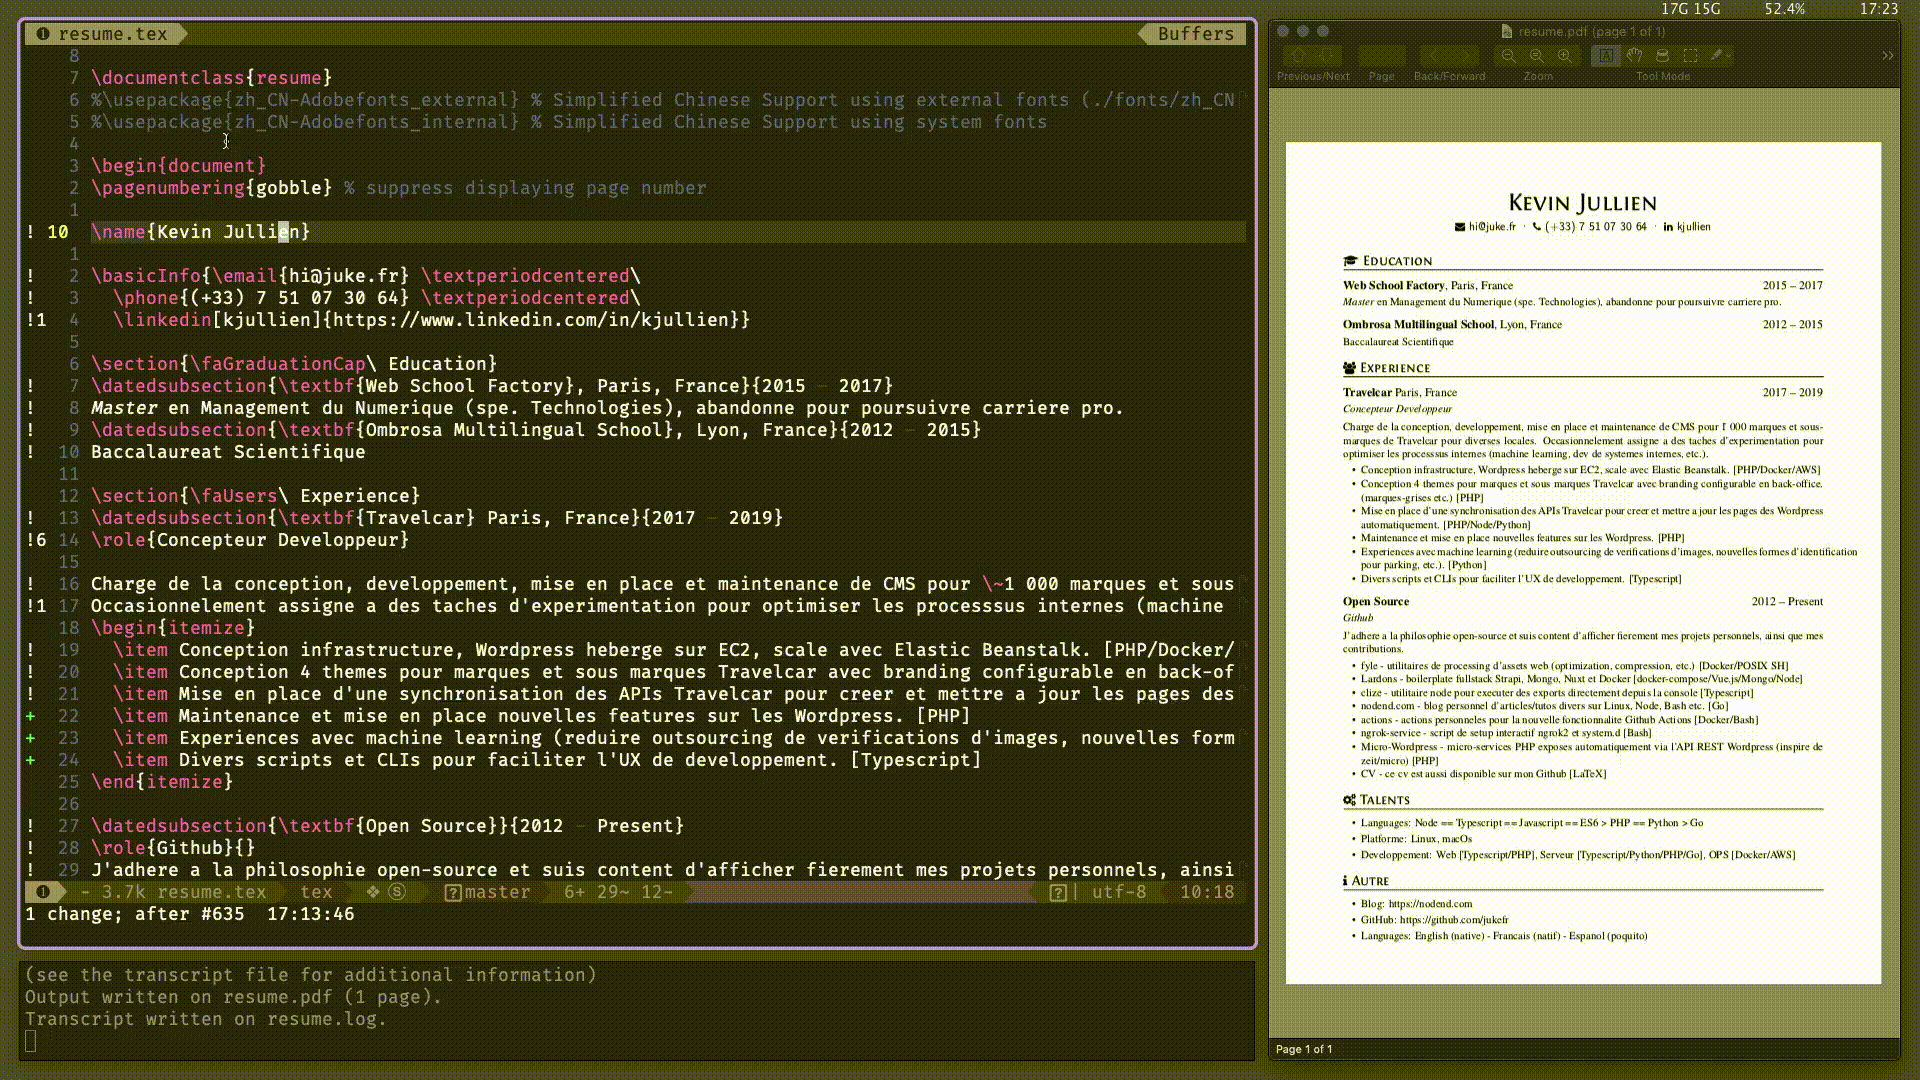 17G 15G 52.4% 17:23
❶ resume.tex Buffers
8
7 \documentclass{resume}
6 %\usepackage{zh_CN-Adobefonts_external} % Simplified Chinese Support using external fonts (./fonts/zh_CN
5 %\usepackage{zh_CN-Adobefonts_internal} % Simplified Chinese Support using system fonts
4
3 \begin{document}
2 \pagenumbering{gobble} % suppress displaying page number
1
! 10 \name{Kevin Jullien}
1
! 2 \basicInfo{\email{hi@juke.fr} \textperiodcentered\
! 3 \phone{(+33) 7 51 07 30 64} \textperiodcentered\
!1 4 \linkedin[kjullien]{https://www.linkedin.com/in/kjullien}}
5
6 \section{\faGraduationCap\ Education}
! 7 \datedsubsection{\textbf{Web School Factory}, Paris, France}{2015 – 2017}
! 8 Master en Management du Numerique (spe. Technologies), abandonne pour poursuivre carriere pro.
! 9 \datedsubsection{\textbf{Ombrosa Multilingual School}, Lyon, France}{2012 – 2015}
! 10 Baccalaureat Scientifique
11
12 \section{\faUsers\ Experience}
! 13 \datedsubsection{\textbf{Travelcar} Paris, France}{2017 – 2019}
!6 14 \role{Concepteur Developpeur}
15
! 16 Charge de la conception, developpement, mise en place et maintenance de CMS pour \~1 000 marques et sous
!1 17 Occasionnelement assigne a des taches d'experimentation pour optimiser les processsus internes (machine
18 \begin{itemize}
! 19 \item Conception infrastructure, Wordpress heberge sur EC2, scale avec Elastic Beanstalk. [PHP/Docker/
! 20 \item Conception 4 themes pour marques et sous marques Travelcar avec branding configurable en back-of
! 21 \item Mise en place d'une synchronisation des APIs Travelcar pour creer et mettre a jour les pages des
+ 22 \item Maintenance et mise en place nouvelles features sur les Wordpress. [PHP]
+ 23 \item Experiences avec machine learning (reduire outsourcing de verifications d'images, nouvelles form
+ 24 \item Divers scripts et CLIs pour faciliter l'UX de developpement. [Typescript]
25 \end{itemize}
26
! 27 \datedsubsection{\textbf{Open Source}}{2012 – Present}
! 28 \role{Github}{}
! 29 J'adhere a la philosophie open-source et suis content d'afficher fierement mes projets personnels, ainsi
❶ - 3.7k resume.tex tex ❖ ⓢ master 6+ 29~ 12- | utf-8 10:18
1 change; after #635 17:13:46
(see the transcript file for additional information)
Output written on resume.pdf (1 page).
Transcript written on resume.log.
resume.pdf (page 1 of 1)
Previous/Next Page Back/Forward Zoom Tool Mode
Kevin Jullien
hi@juke.fr · (+33) 7 51 07 30 64 · kjullien
Education
Web School Factory, Paris, France 2015 – 2017
Master en Management du Numerique (spe. Technologies), abandonne pour poursuivre carriere pro.
Ombrosa Multilingual School, Lyon, France 2012 – 2015
Baccalaureat Scientifique
Experience
Travelcar Paris, France 2017 – 2019
Concepteur Developpeur
Charge de la conception, developpement, mise en place et maintenance de CMS pour 1̃ 000 marques et sous-
marques de Travelcar pour diverses locales. Occasionnelement assigne a des taches d'experimentation pour
optimiser les processsus internes (machine learning, dev de systemes internes, etc.).
• Conception infrastructure, Wordpress heberge sur EC2, scale avec Elastic Beanstalk. [PHP/Docker/AWS]
• Conception 4 themes pour marques et sous marques Travelcar avec branding configurable en back-office.
(marques-grises etc.) [PHP]
• Mise en place d'une synchronisation des APIs Travelcar pour creer et mettre a jour les pages des Wordpress
automatiquement. [PHP/Node/Python]
• Maintenance et mise en place nouvelles features sur les Wordpress. [PHP]
• Experiences avec machine learning (reduire outsourcing de verifications d'images, nouvelles formes d'identification
pour parking, etc.). [Python]
• Divers scripts et CLIs pour faciliter l'UX de developpement. [Typescript]
Open Source 2012 – Present
Github
J'adhere a la philosophie open-source et suis content d'afficher fierement mes projets personnels, ainsi que mes
contributions.
• fyle - utilitaires de processing d'assets web (optimization, compression, etc.) [Docker/POSIX SH]
• Lardons - boilerplate fullstack Strapi, Mongo, Nuxt et Docker [docker-compose/Vue.js/Mongo/Node]
• clize - utilitaire node pour executer des exports directement depuis la console [Typescript]
• nodend.com - blog personnel d'articles/tutos divers sur Linux, Node, Bash etc. [Go]
• actions - actions personneles pour la nouvelle fonctionnalite Github Actions [Docker/Bash]
• ngrok-service - script de setup interactif ngrok2 et system.d [Bash]
• Micro-Wordpress - micro-services PHP exposes automatiquement via l'API REST Wordpress (inspire de
zeit/micro) [PHP]
• CV - ce cv est aussi disponible sur mon Github [LaTeX]
Talents
• Languages: Node == Typescript == Javascript == ES6 > PHP == Python > Go
• Platforme: Linux, macOs
• Developpement: Web [Typescript/PHP], Serveur [Typescript/Python/PHP/Go], OPS [Docker/AWS]
Autre
• Blog: https://nodend.com
• GitHub: https://github.com/jukefr
• Languages: English (native) - Francais (natif) - Espanol (poquito)
Page 1 of 1